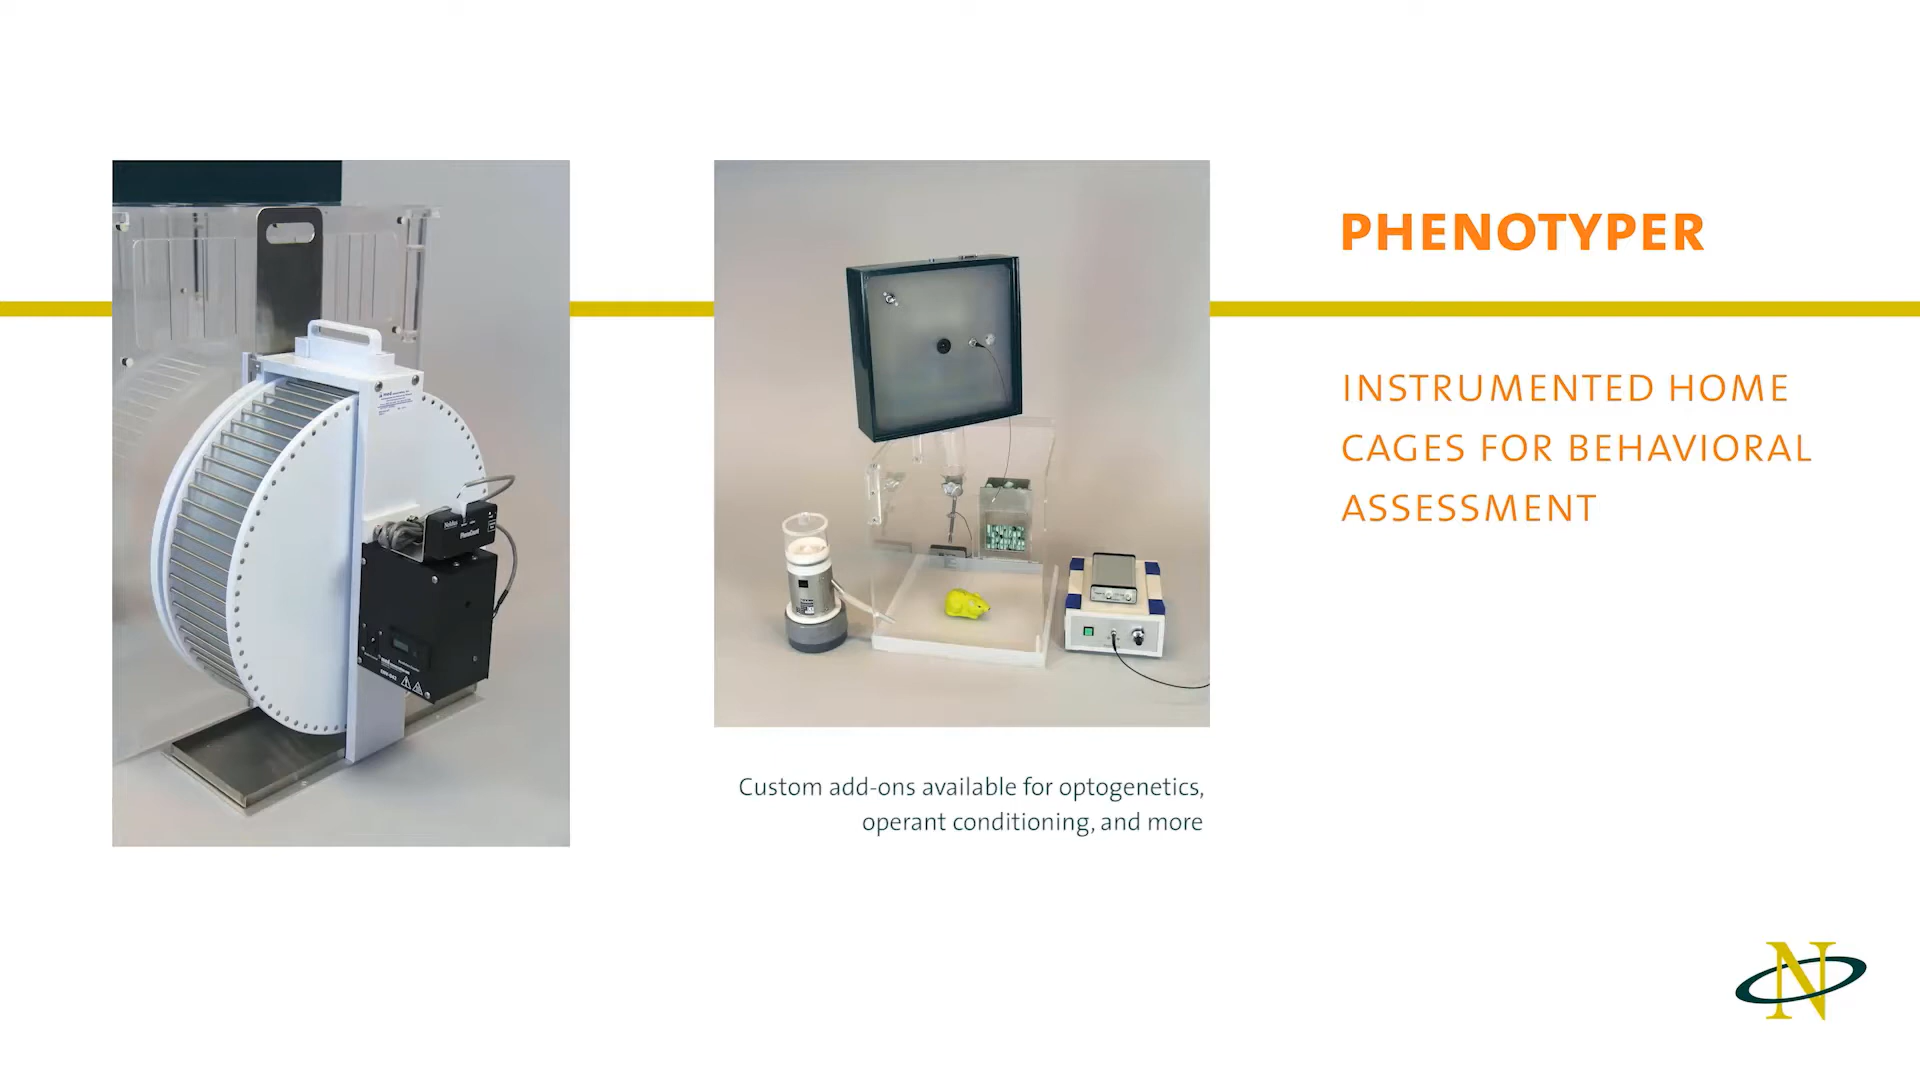 PHENOTYPER
INSTRUMENTED HOME
CAGES FOR BEHAVIORAL
ASSESSMENT
Custom add-ons available for optogenetics,
operant conditioning, and more
N